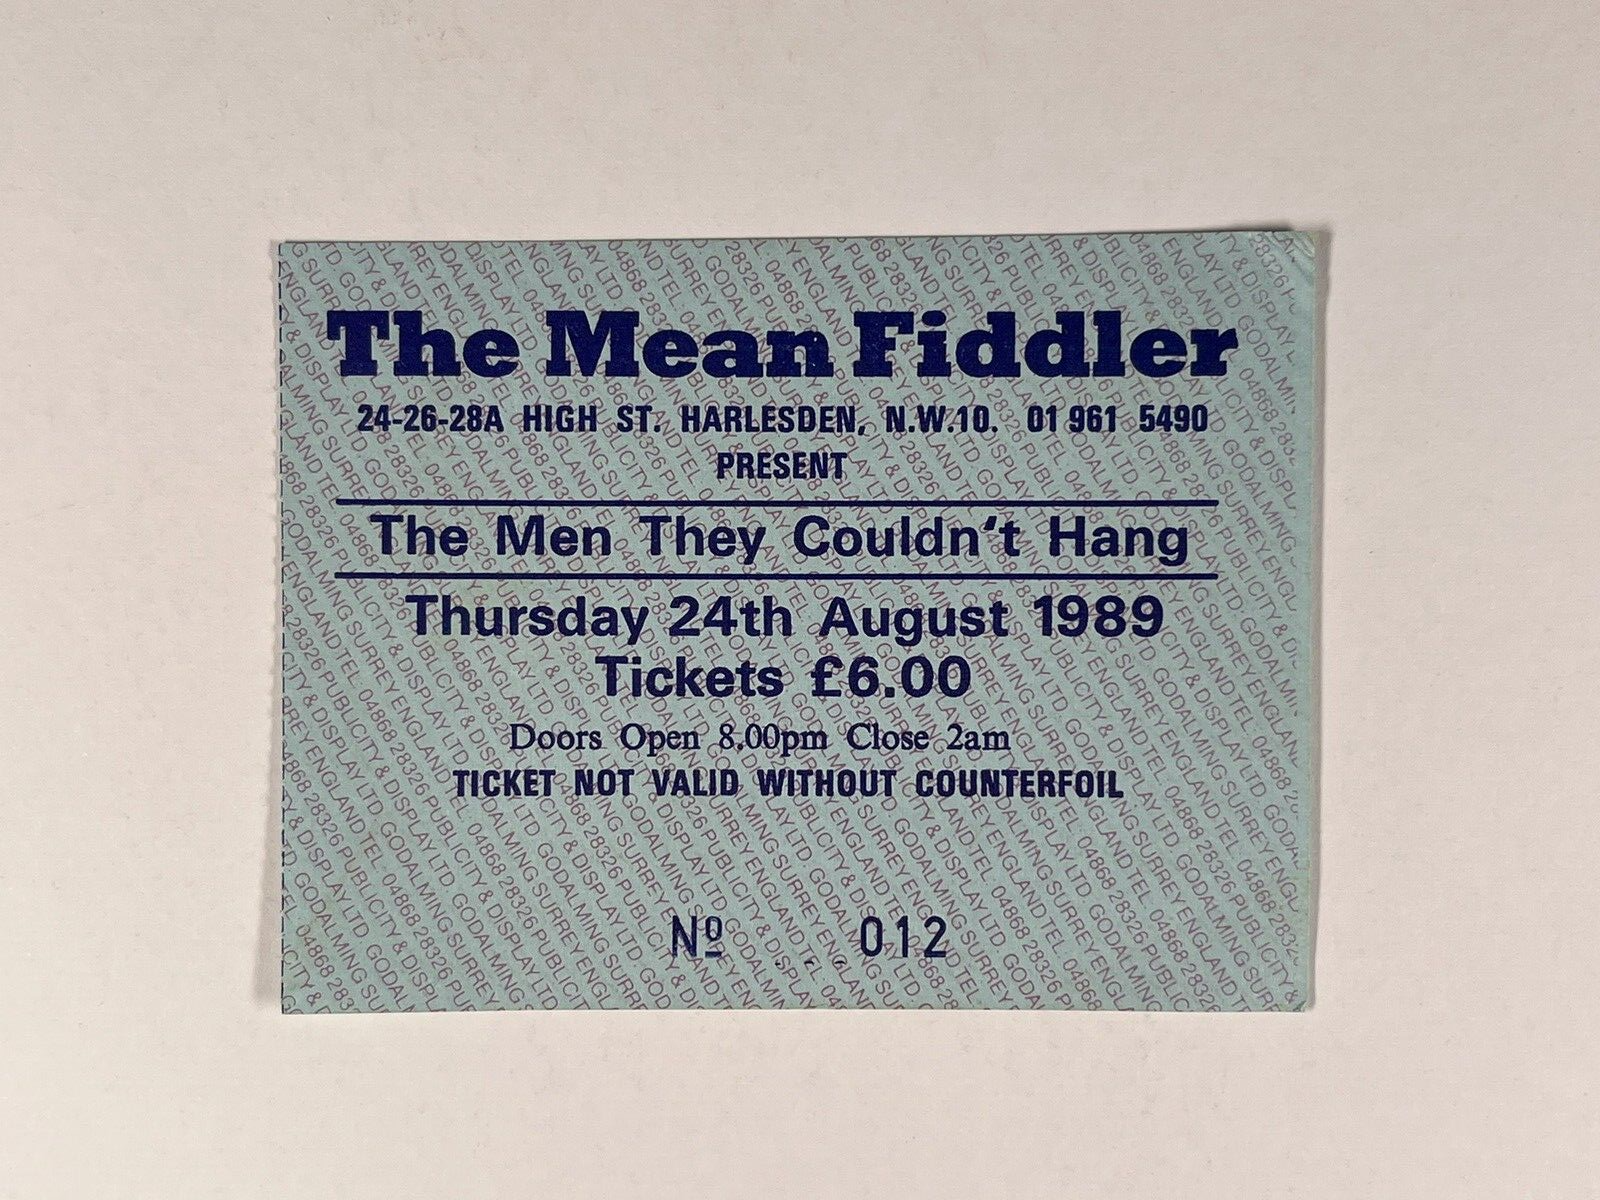 The Mean Fiddler
24-26-28A HIGH ST. HARLESDEN, N.W.10. 01 961 5490
PRESENT
The Men They Couldn't Hang
Thursday 24th August 1989
Tickets £6.00
Doors Open 8.00pm Close 2am
TICKET NOT VALID WITHOUT COUNTERFOIL
Nº 012